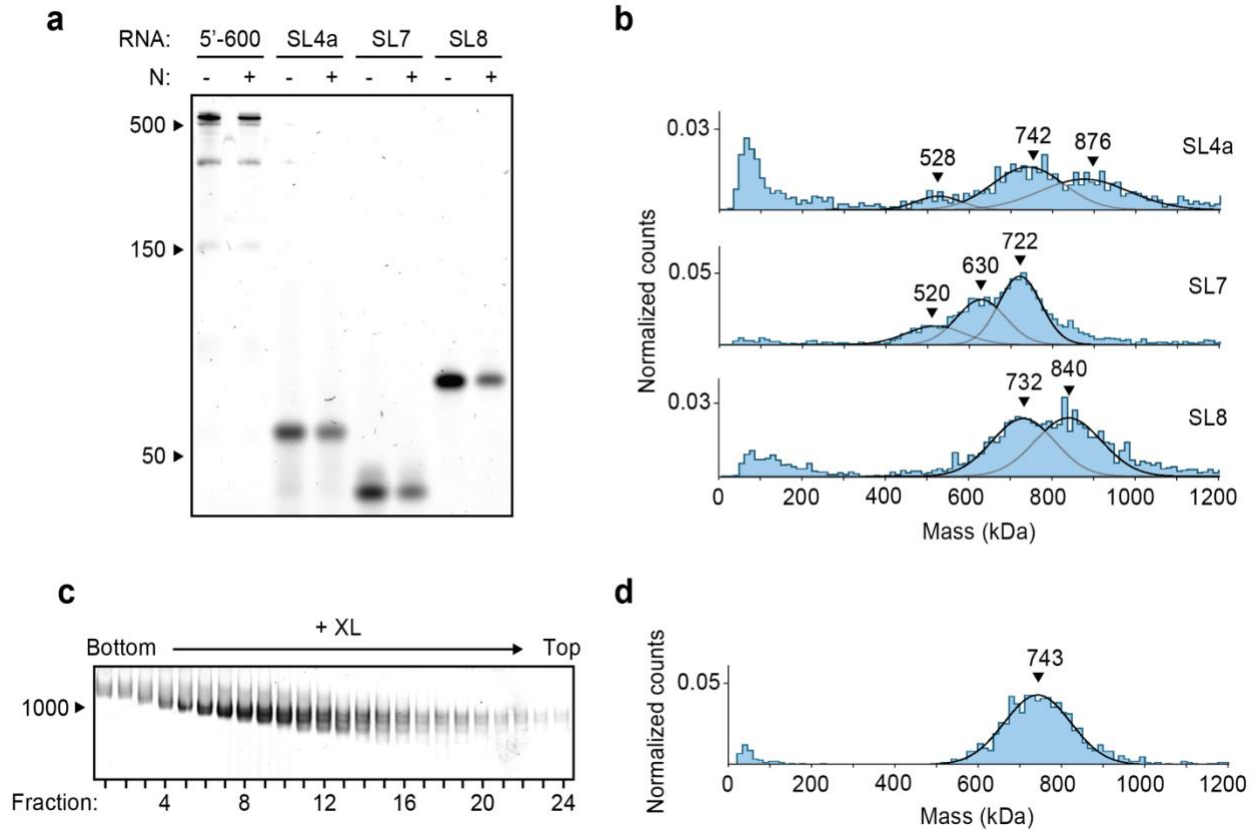 a
RNA: 5'-600 SL4a SL7 SL8
N: - + - + - + - +
500
150
50
b
0.03
528
742
876
SL4a
0.05
520
630
722
SL7
0.03
732
840
SL8
Normalized counts
0 200 400 600 800 1000 1200
Mass (kDa)
c
+ XL
Bottom Top
1000
Fraction: 4 8 12 16 20 24
d
743
0.05
Normalized counts
0 200 400 600 800 1000 1200
Mass (kDa)